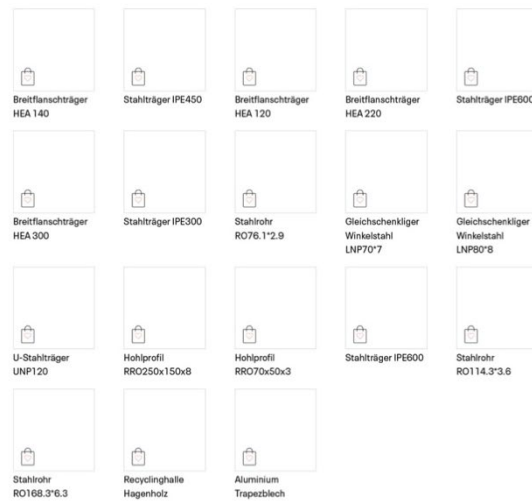 Breitflanschträger
HEA 140
Stahlträger IPE450
Breitflanschträger
HEA 120
Breitflanschträger
HEA 220
Stahlträger IPE600
Breitflanschträger
HEA 300
Stahlträger IPE300
Stahlrohr
RO76.1*2.9
Gleichschenkliger
Winkelstahl
LNP70*7
Gleichschenkliger
Winkelstahl
LNP80*8
U-Stahlträger
UNP120
Hohlprofil
RRO250x150x8
Hohlprofil
RRO70x50x3
Stahlträger IPE600
Stahlrohr
RO114.3*3.6
Stahlrohr
RO168.3*6.3
Recyclinghalle
Hagenholz
Aluminium
Trapezblech